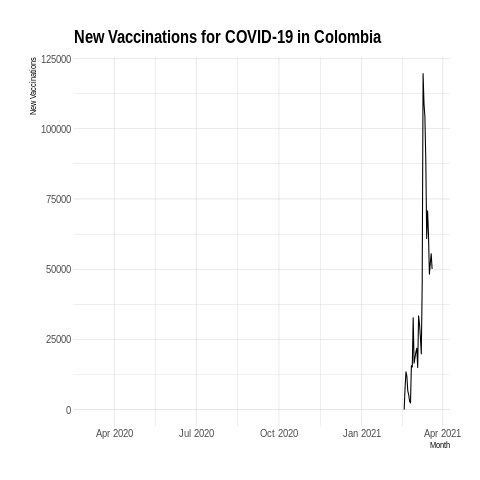 New Vaccinations for COVID-19 in Colombia
New Vaccinations
125000
100000
75000
50000
25000
0
Apr 2020 Jul 2020 Oct 2020 Jan 2021 Apr 2021
Month